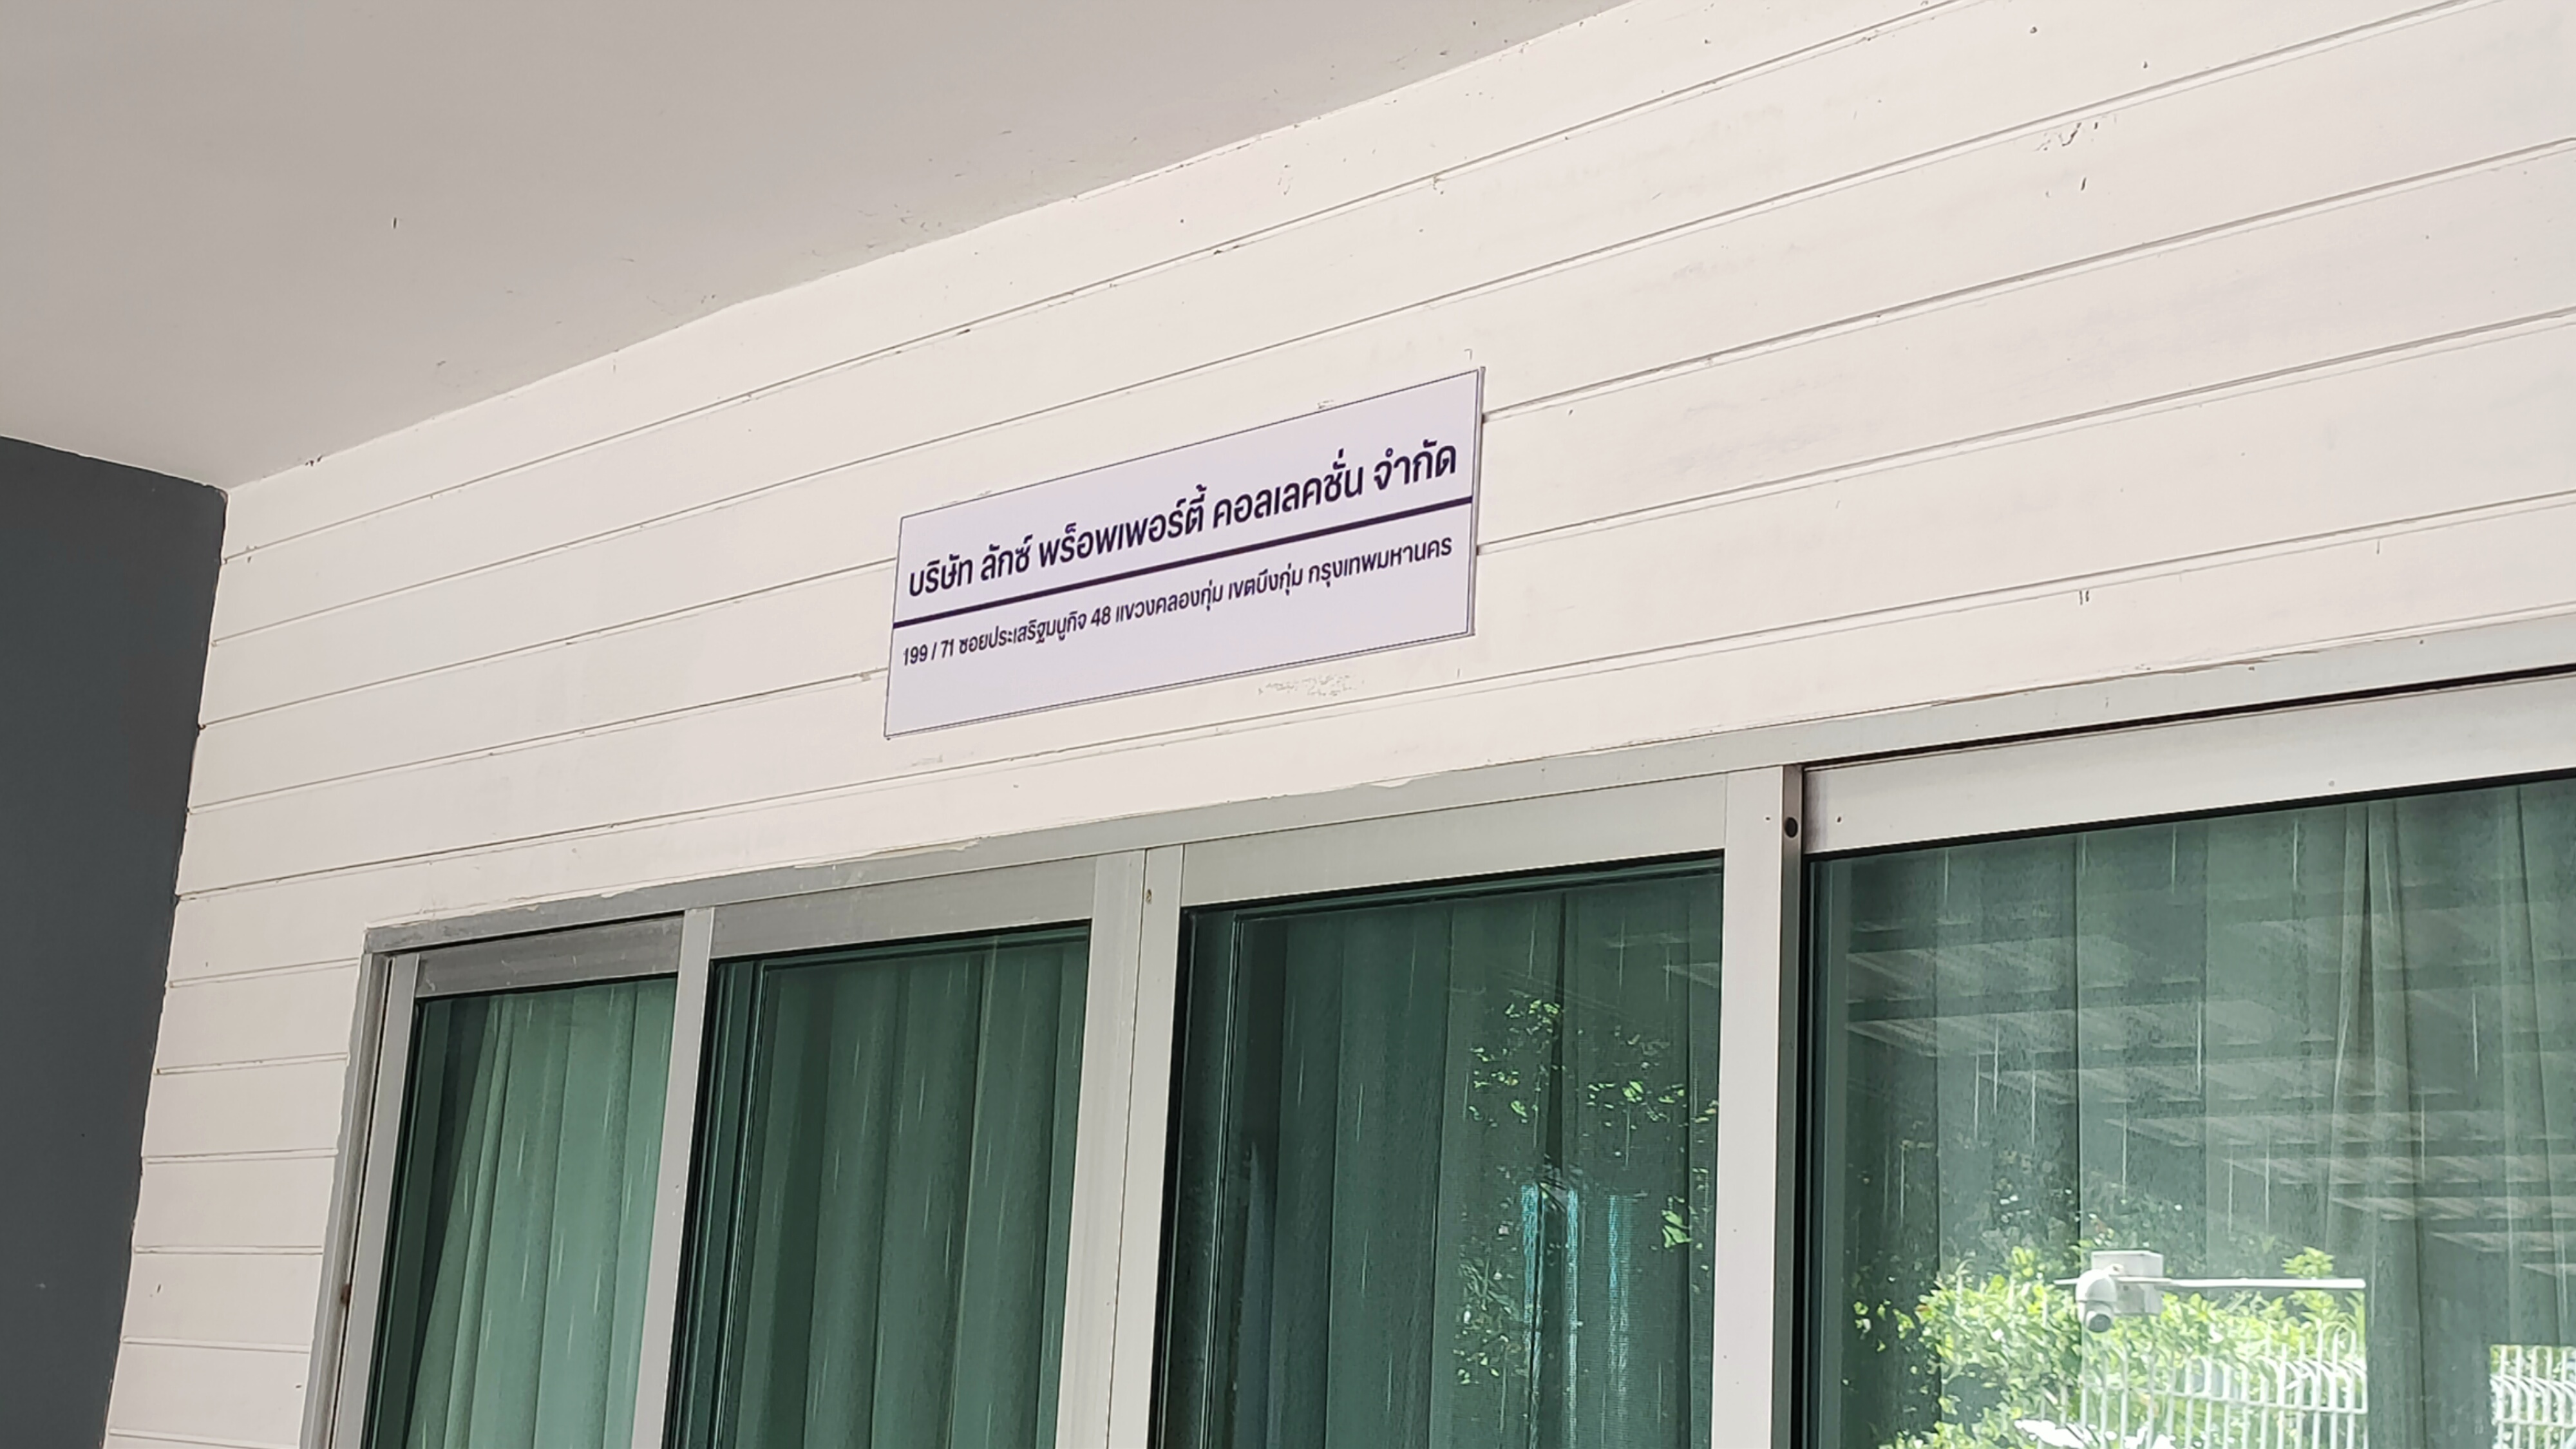 บริษัท ลักซ์ พร็อพเพอร์ตี้ คอลเลคชั่น จำกัด
199 / 71 ซอยประเสริฐมนูกิจ 48 แขวงคลองกุ่ม เขตบึงกุ่ม กรุงเทพมหานคร